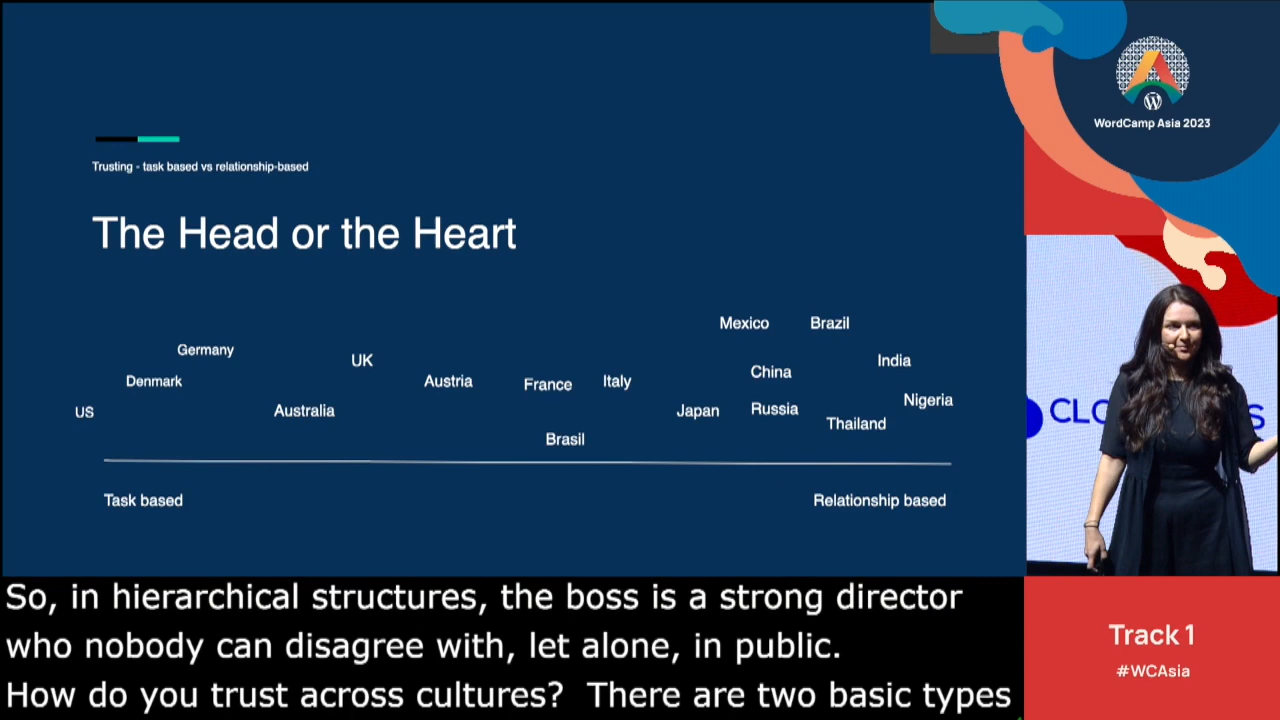 Trusting - task based vs relationship-based
The Head or the Heart
Mexico Brazil
Germany
UK
India
China
Denmark
Austria
France
Italy
Nigeria
US
Australia
Japan
Russia
Thailand
Brasil
Task based
Relationship based
WordCamp Asia 2023
CLO
S
So, in hierarchical structures, the boss is a strong director
who nobody can disagree with, let alone, in public.
How do you trust across cultures? There are two basic types
Track 1
#WCAsia